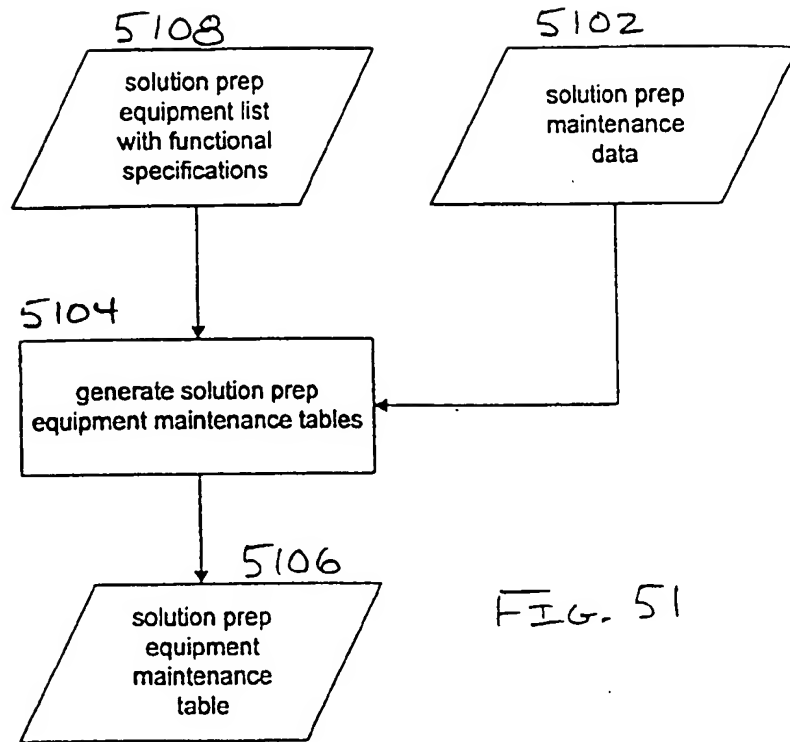 5108
solution prep
equipment list
with functional
specifications
5102
solution prep
maintenance
data
5104
generate solution prep
equipment maintenance tables
5106
solution prep
equipment
maintenance
table
FIG. 51